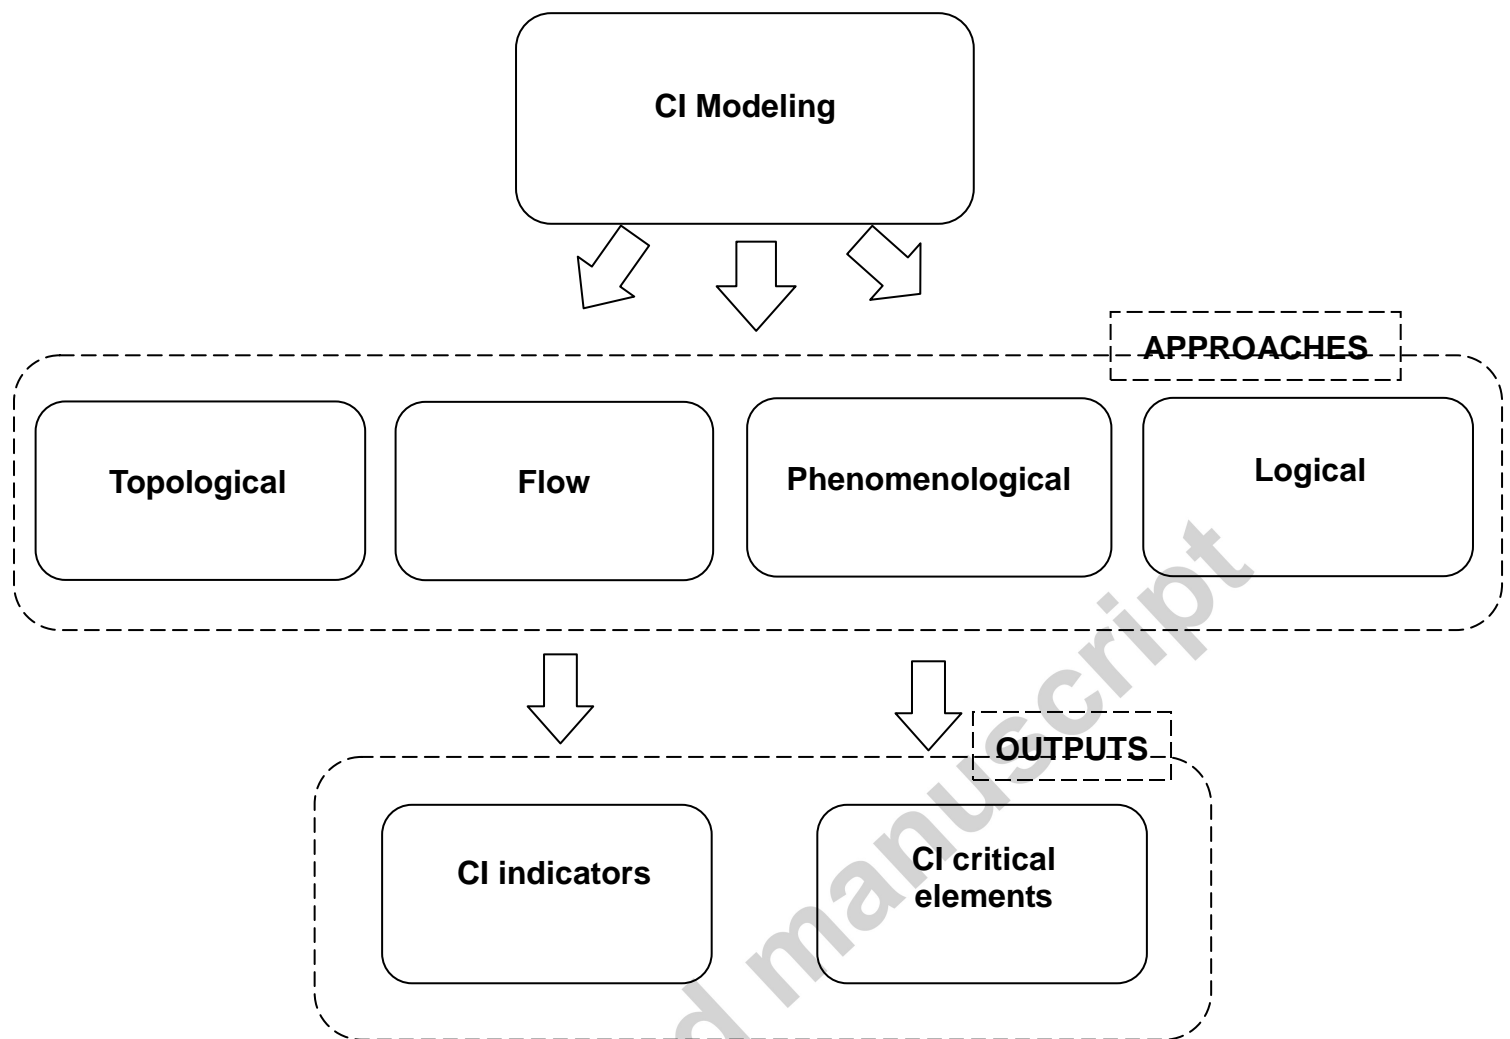 CI Modeling
APPROACHES
Topological
Flow
Phenomenological
Logical
OUTPUTS
CI indicators
CI critical
elements
d manuscript